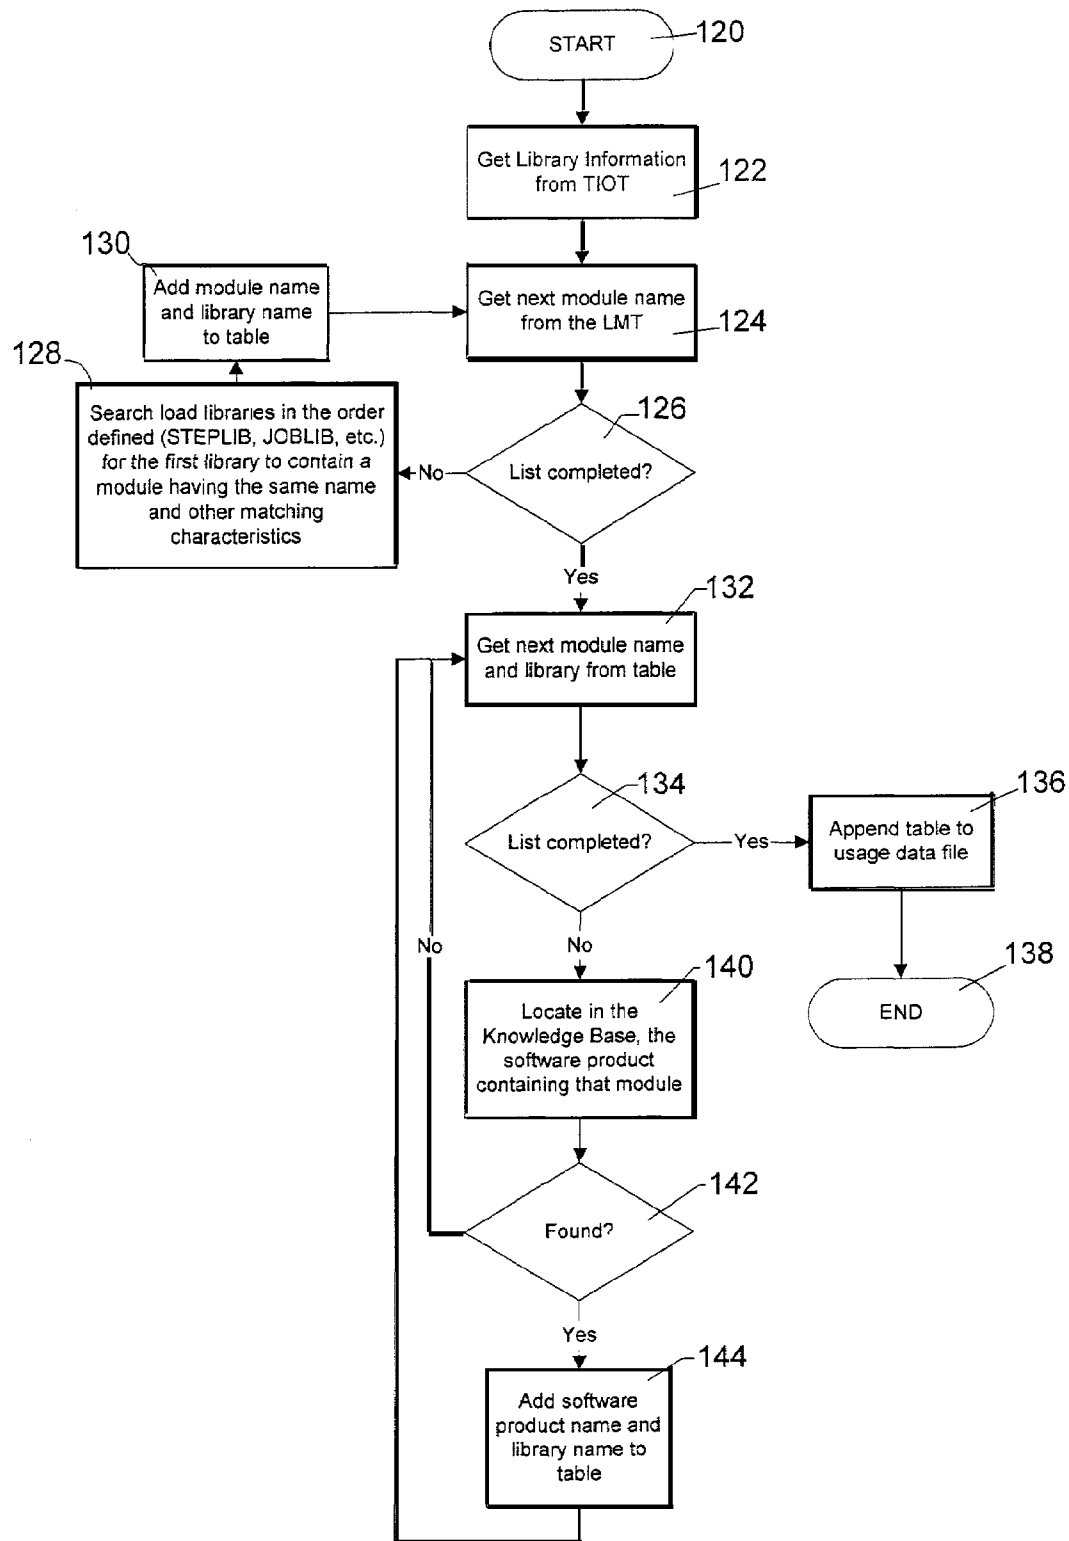 START
120
Get Library Information
from TIOT
122
130
Add module name
and library name
to table
Get next module name
from the LMT
124
128
Search load libraries in the order
defined (STEPLIB, JOBLIB, etc.)
for the first library to contain a
module having the same name
and other matching
characteristics
126
No
List completed?
Yes
132
Get next module name
and library from table
134
List completed?
Yes
136
Append table to
usage data file
No
No
140
Locate in the
Knowledge Base, the
software product
containing that module
138
END
142
Found?
Yes
144
Add software
product name and
library name to
table